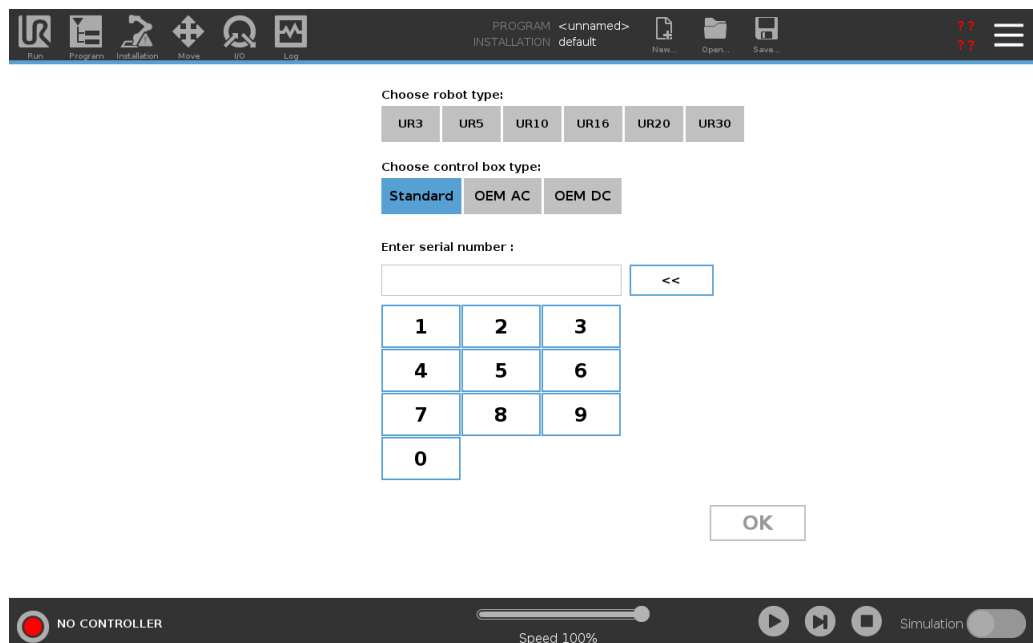 PROGRAM <unnamed>
INSTALLATION default
? ?
? ?
Run
Program
Installation
Move
I/O
Log
New...
Open...
Save...
Choose robot type:
UR3 UR5 UR10 UR16 UR20 UR30
Choose control box type:
Standard OEM AC OEM DC
Enter serial number :
<<
1 2 3
4 5 6
7 8 9
0
OK
NO CONTROLLER
Speed 100%
Simulation